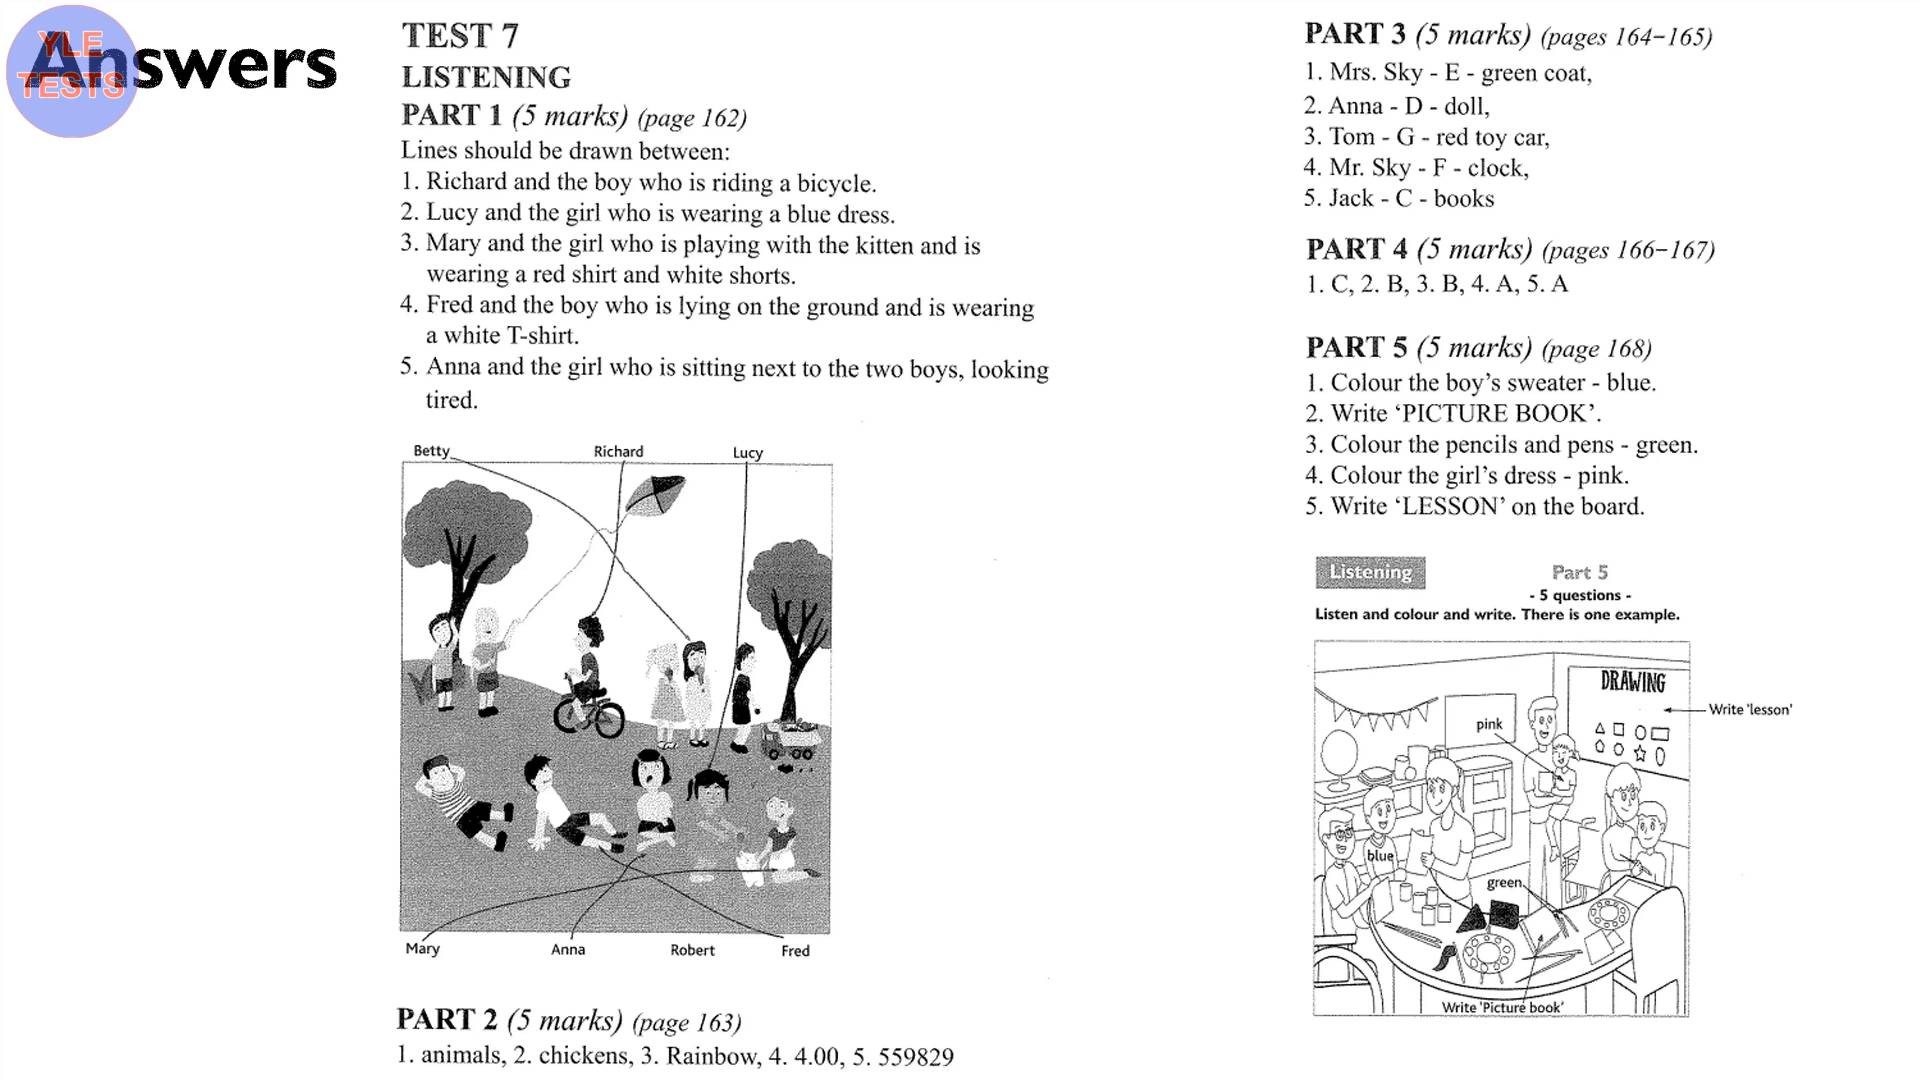 Answers
YLE
TESTS
TEST 7
LISTENING
PART 1 (5 marks) (page 162)
Lines should be drawn between:
1. Richard and the boy who is riding a bicycle.
2. Lucy and the girl who is wearing a blue dress.
3. Mary and the girl who is playing with the kitten and is
wearing a red shirt and white shorts.
4. Fred and the boy who is lying on the ground and is wearing
a white T-shirt.
5. Anna and the girl who is sitting next to the two boys, looking
tired.
Betty Richard Lucy
Mary Anna Robert Fred
PART 2 (5 marks) (page 163)
1. animals, 2. chickens, 3. Rainbow, 4. 4.00, 5. 559829
PART 3 (5 marks) (pages 164–165)
1. Mrs. Sky - E - green coat,
2. Anna - D - doll,
3. Tom - G - red toy car,
4. Mr. Sky - F - clock,
5. Jack - C - books
PART 4 (5 marks) (pages 166–167)
1. C, 2. B, 3. B, 4. A, 5. A
PART 5 (5 marks) (page 168)
1. Colour the boy's sweater - blue.
2. Write ‘PICTURE BOOK’.
3. Colour the pencils and pens - green.
4. Colour the girl's dress - pink.
5. Write ‘LESSON’ on the board.
Listening Part 5
- 5 questions -
Listen and colour and write. There is one example.
DRAWING
Write 'lesson'
pink
blue
green
Write 'Picture book'